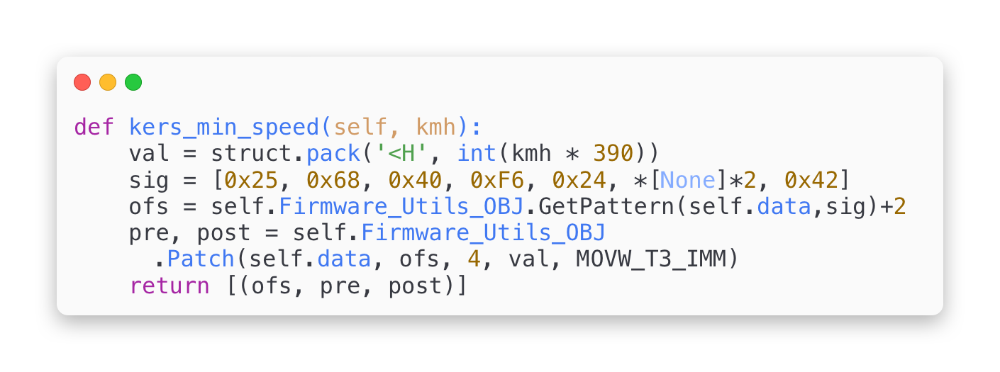 def kers_min_speed(self, kmh):
    val = struct.pack('<H', int(kmh * 390))
    sig = [0x25, 0x68, 0x40, 0xF6, 0x24, *[None]*2, 0x42]
    ofs = self.Firmware_Utils_OBJ.GetPattern(self.data,sig)+2
    pre, post = self.Firmware_Utils_OBJ
      .Patch(self.data, ofs, 4, val, MOVW_T3_IMM)
    return [(ofs, pre, post)]